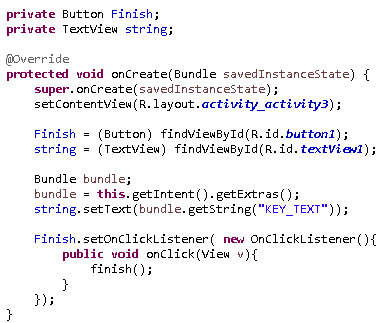 private Button Finish;
private TextView string;
@Override
protected void onCreate(Bundle savedInstanceState) {
super.onCreate(savedInstanceState);
setContentView(R.layout.activity_activity3);
Finish = (Button) findViewById(R.id.button1);
string = (TextView) findViewById(R.id.textView1);
Bundle bundle;
bundle = this.getIntent().getExtras();
string.setText(bundle.getString("KEY_TEXT"));
Finish.setOnClickListener( new OnClickListener(){
public void onClick(View v){
finish();
}
});
}